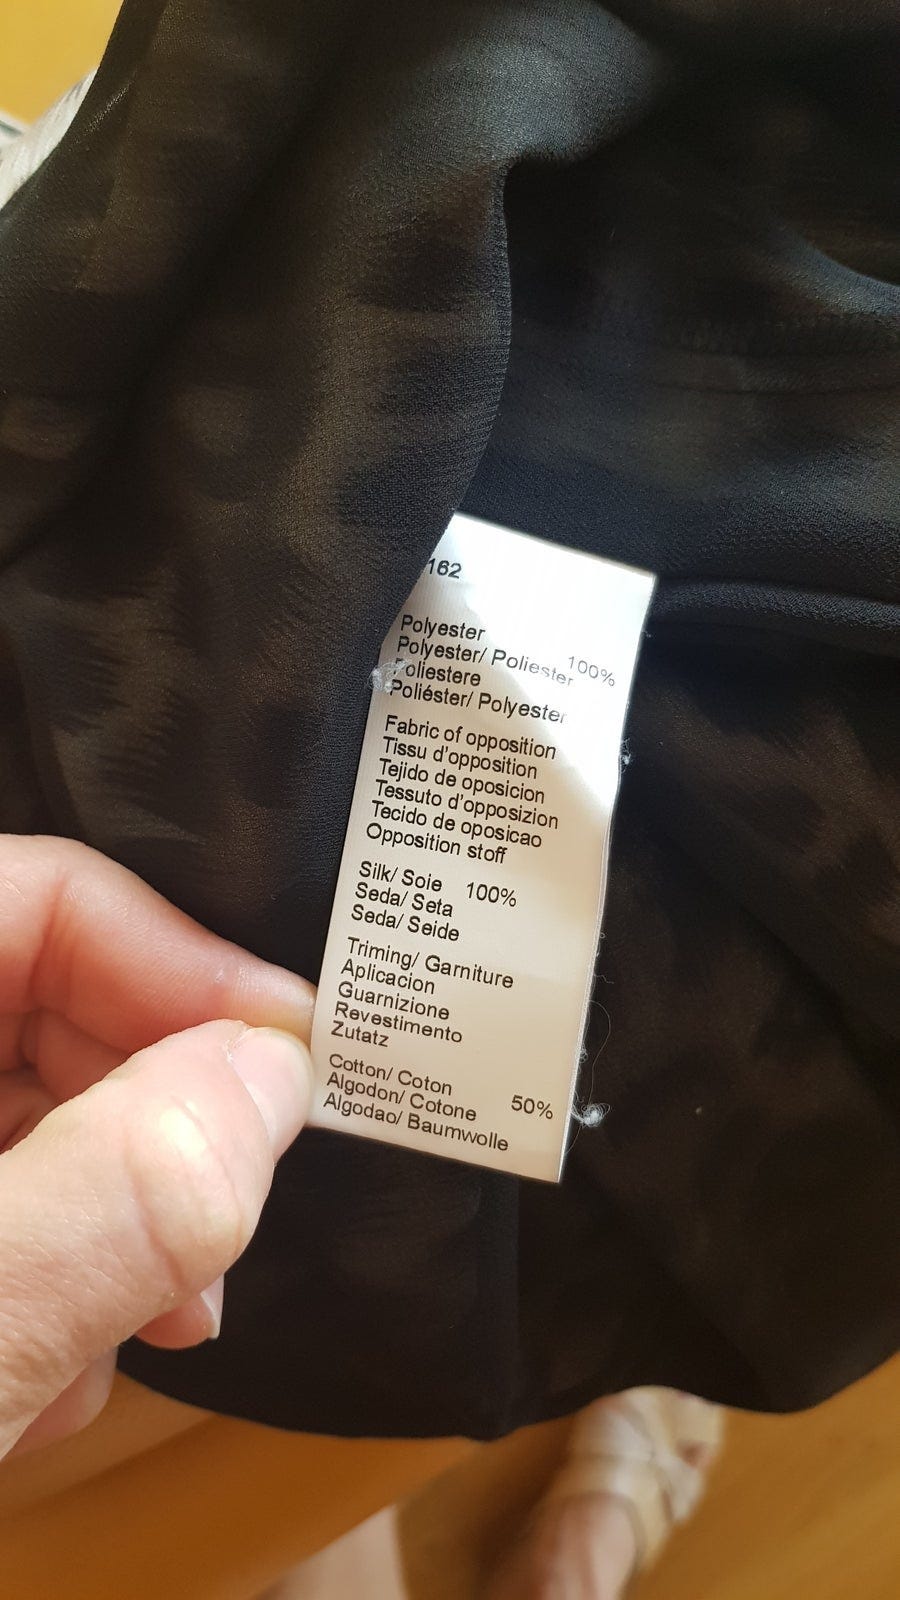 162
Polyester
Polyester/ Poliester 100%
Poliestere
Poliéster/ Polyester
Fabric of opposition
Tissu d'opposition
Tejido de oposicion
Tessuto d'opposizion
Tecido de oposicao
Opposition stoff
Silk/ Soie 100%
Seda/ Seta
Seda/ Seide
Triming/ Garniture
Aplicacion
Guarnizione
Revestimento
Zutatz
Cotton/ Coton
Algodon/ Cotone 50%
Algodao/ Baumwolle